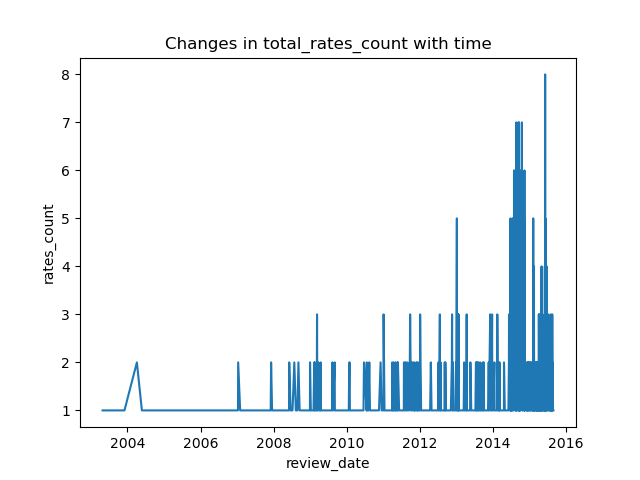 Changes in total_rates_count with time
8
7
6
5
4
3
2
1
rates_count
2004 2006 2008 2010 2012 2014 2016
review_date